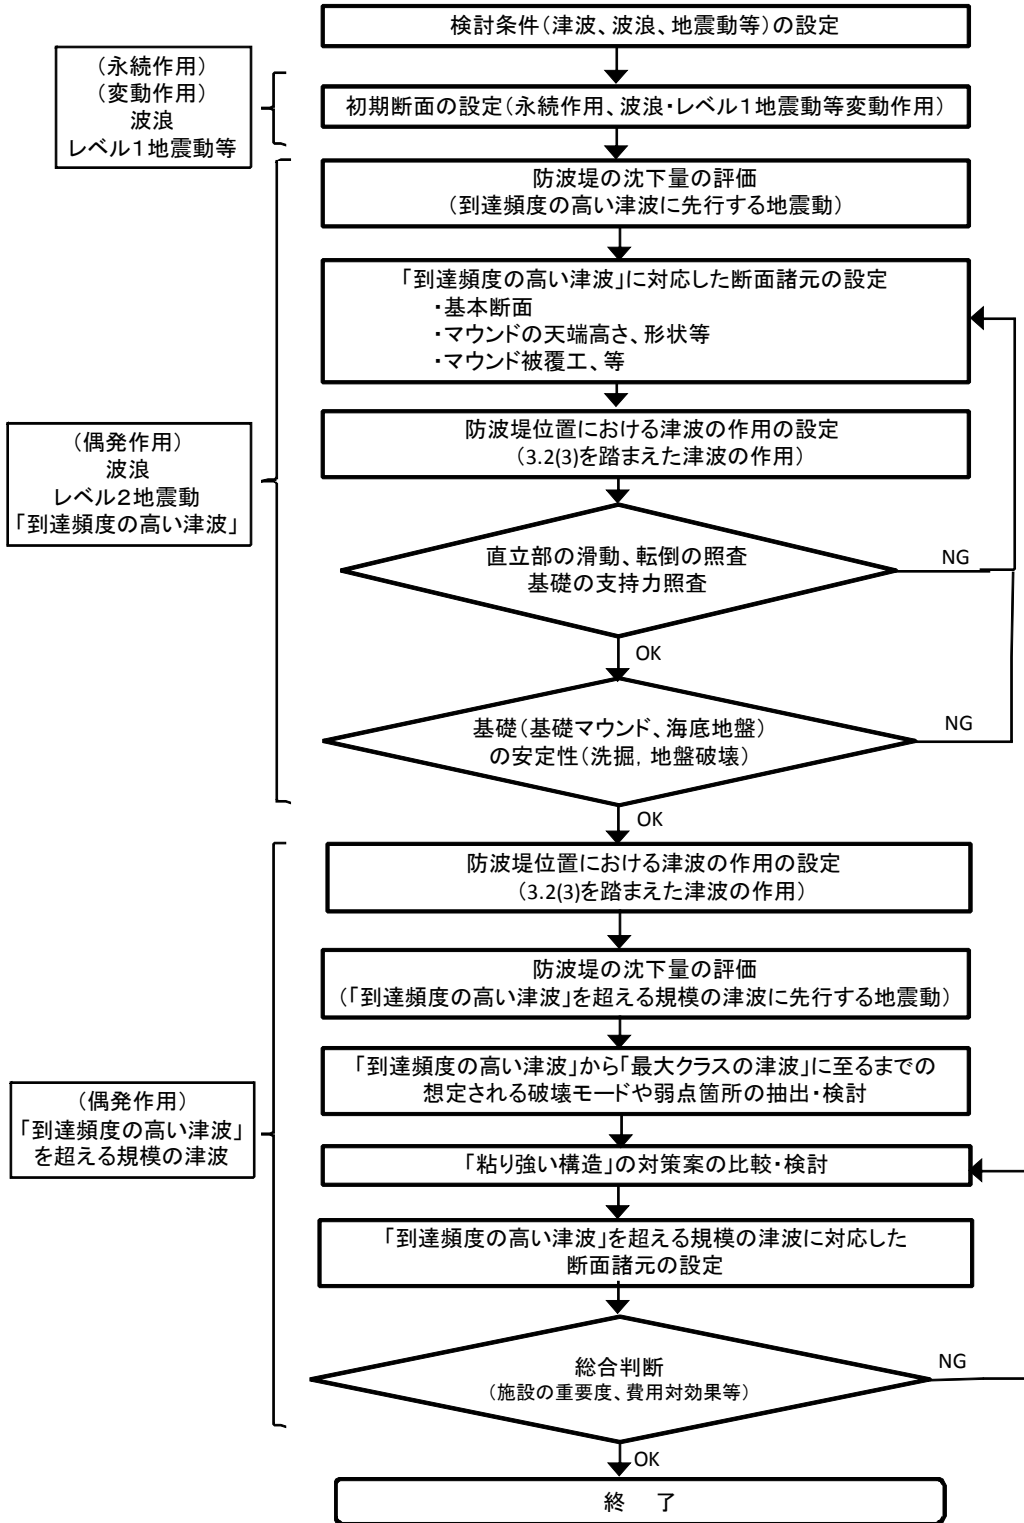 検討条件(津波、波浪、地震動等)の設定
(永続作用)
(変動作用)
波浪
レベル1地震動等
初期断面の設定(永続作用、波浪・レベル1地震動等変動作用)
防波堤の沈下量の評価
(到達頻度の高い津波に先行する地震動)
「到達頻度の高い津波」に対応した断面諸元の設定
・基本断面
・マウンドの天端高さ、形状等
・マウンド被覆工、等
(偶発作用)
波浪
レベル2地震動
「到達頻度の高い津波」
防波堤位置における津波の作用の設定
(3.2(3)を踏まえた津波の作用)
直立部の滑動、転倒の照査
基礎の支持力照査
NG
OK
基礎(基礎マウンド、海底地盤)
の安定性(洗掘, 地盤破壊)
NG
OK
防波堤位置における津波の作用の設定
(3.2(3)を踏まえた津波の作用)
防波堤の沈下量の評価
(「到達頻度の高い津波」を超える規模の津波に先行する地震動)
「到達頻度の高い津波」から「最大クラスの津波」に至るまでの
想定される破壊モードや弱点箇所の抽出・検討
(偶発作用)
「到達頻度の高い津波」
を超える規模の津波
「粘り強い構造」の対策案の比較・検討
「到達頻度の高い津波」を超える規模の津波に対応した
断面諸元の設定
総合判断
(施設の重要度、費用対効果等)
NG
OK
終 了